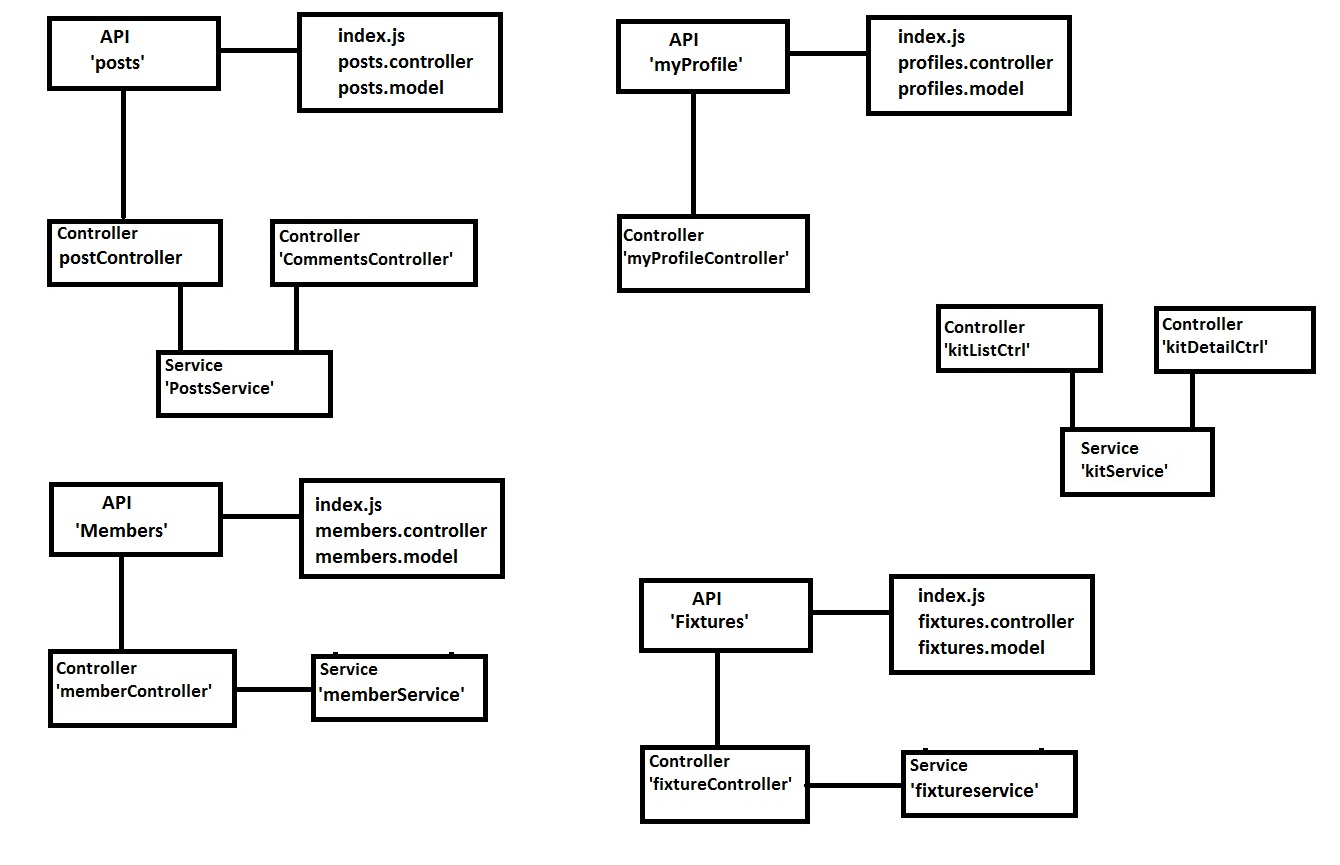 API
'posts'
index.js
posts.controller
posts.model
Controller
postController
Controller
'CommentsController'
Service
'PostsService'
API
'myProfile'
index.js
profiles.controller
profiles.model
Controller
'myProfileController'
Controller
'kitListCtrl'
Controller
'kitDetailCtrl'
Service
'kitService'
API
'Members'
index.js
members.controller
members.model
Controller
'memberController'
Service
'memberService'
API
'Fixtures'
index.js
fixtures.controller
fixtures.model
Controller
'fixtureController'
Service
'fixtureservice'